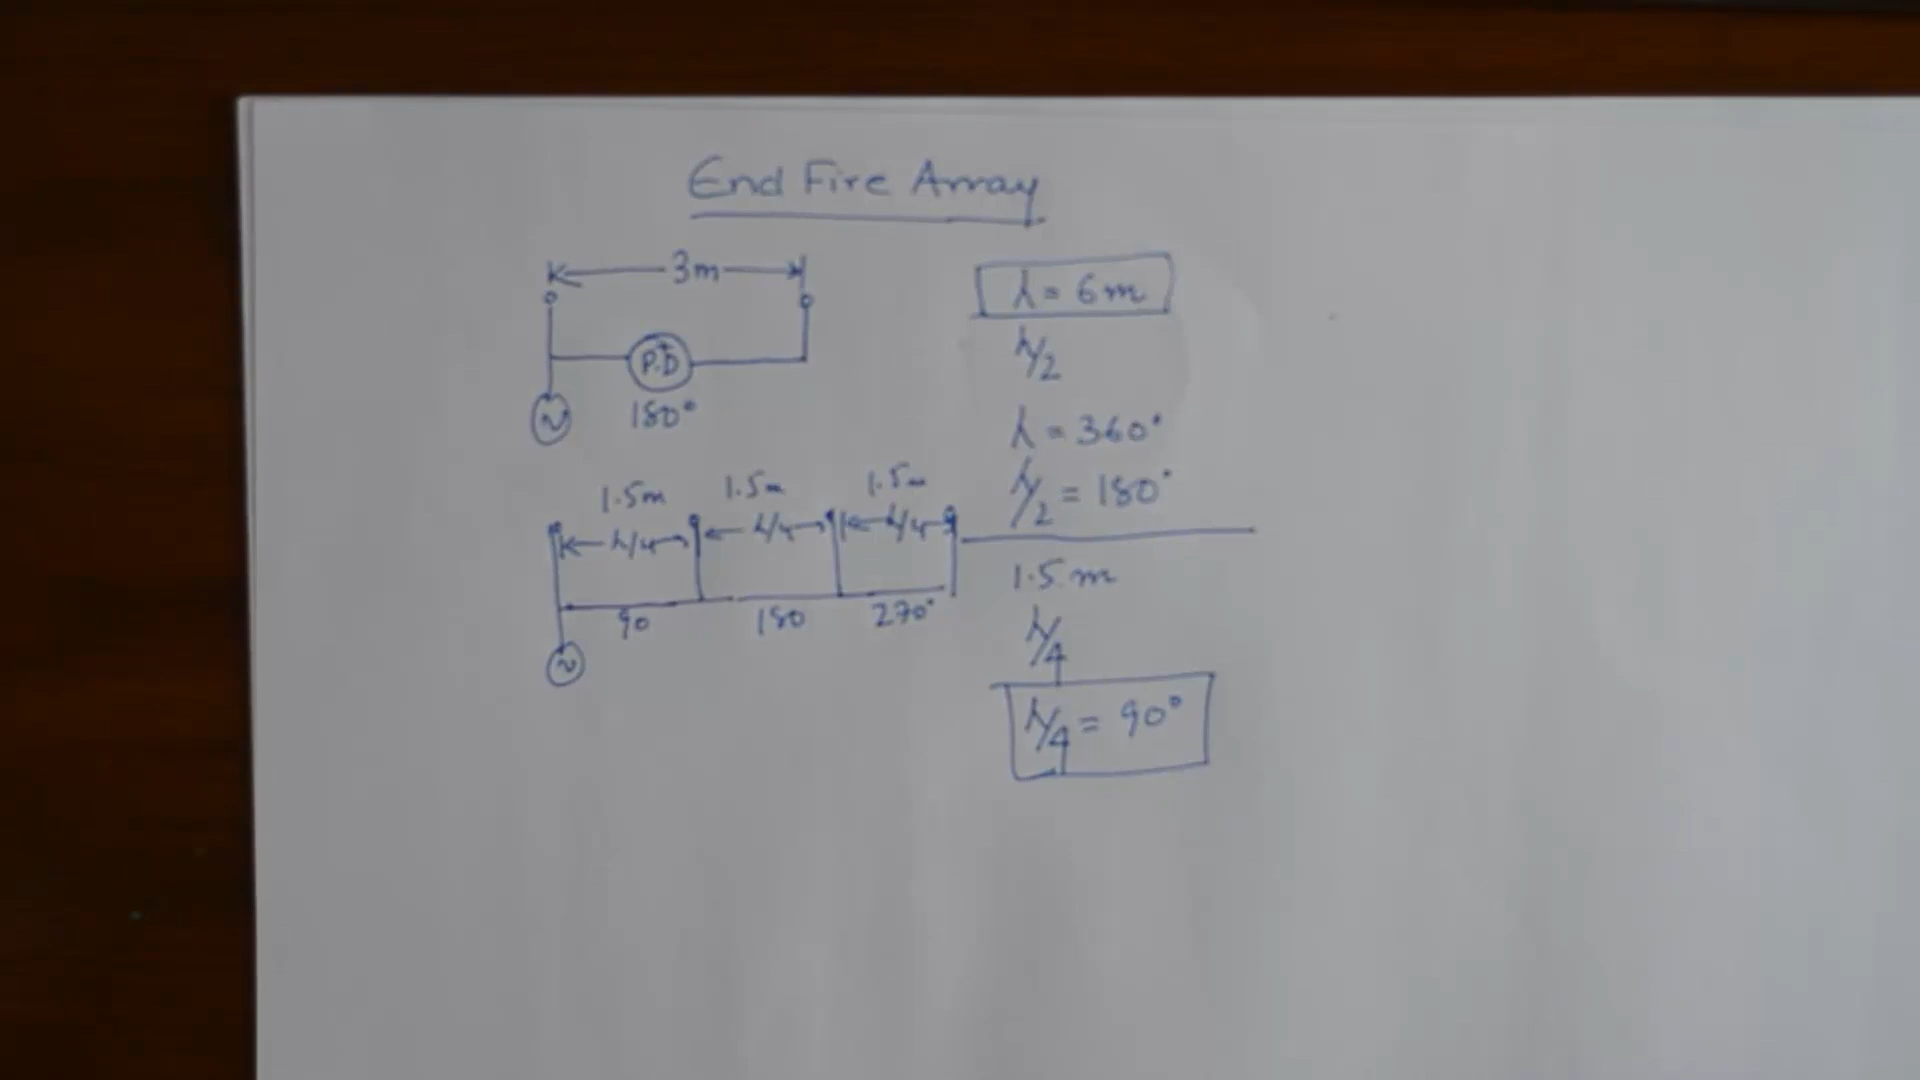 End Fire Array
3m
P.D
180°
λ = 6m
λ/2
λ = 360°
λ/2 = 180°
1.5m 1.5m 1.5m
λ/4 λ/4 λ/4
90 180 270°
1.5 m
λ/4
λ/4 = 90°